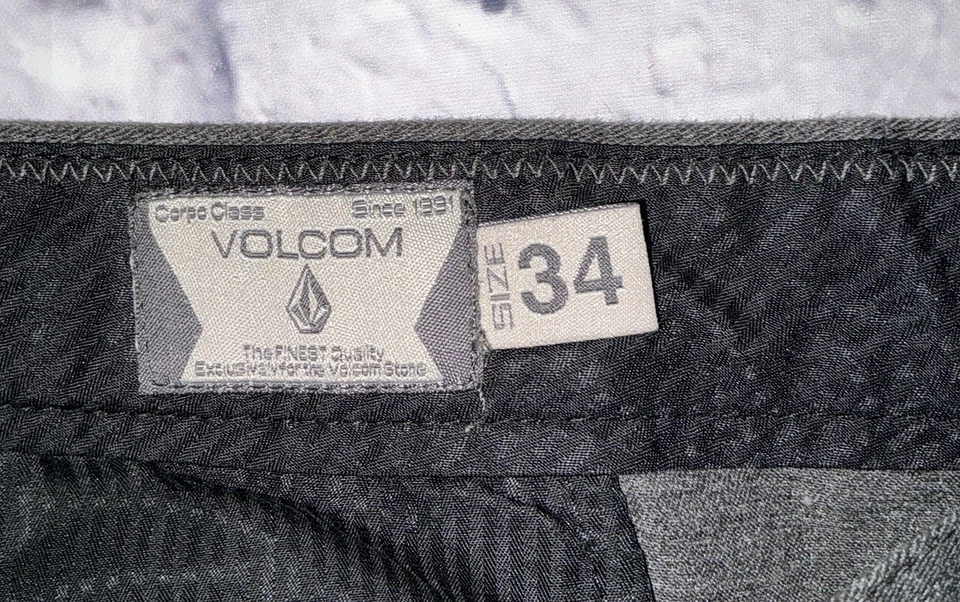 Corpo Class Since 1991
VOLCOM
The FINEST Quality
Exclusively for the Volcom Stone
SIZE 34